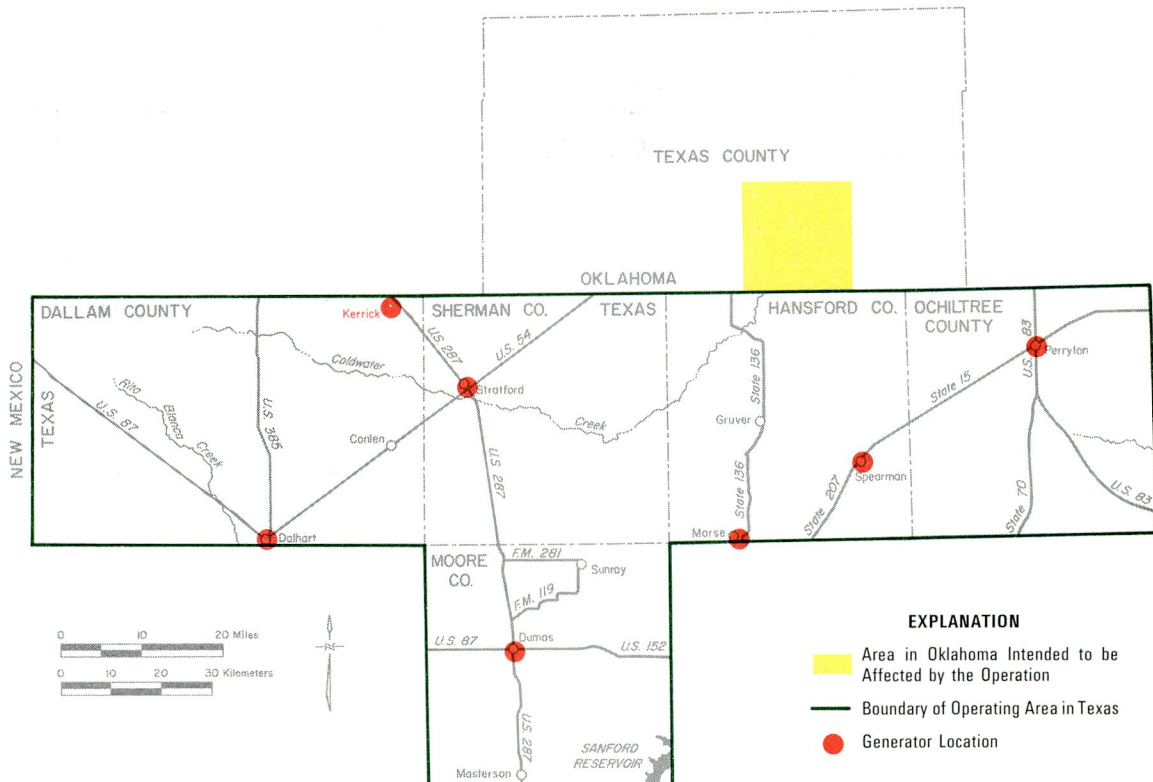 TEXAS COUNTY
OKLAHOMA
TEXAS
NEW MEXICO
TEXAS
DALLAM COUNTY
SHERMAN CO.
HANSFORD CO.
OCHILTREE
COUNTY
Kerrick
U.S. 287
U.S. 54
Coldwater
Creek
Stratford
Rita
Blanca
Creek
U.S. 87
U.S. 385
Conlen
Dalhart
U.S. 287
State 136
Gruver
State 136
Morse
State 15
Spearman
State 207
U.S. 83
Perryton
State 70
U.S. 83
MOORE
CO.
F.M. 281
Sunray
F.M. 119
U.S. 87
Dumas
U.S. 152
U.S. 287
Masterson
SANFORD
RESERVOIR
0 10 20 Miles
0 10 20 30 Kilometers
N
EXPLANATION
Area in Oklahoma Intended to be
Affected by the Operation
Boundary of Operating Area in Texas
Generator Location